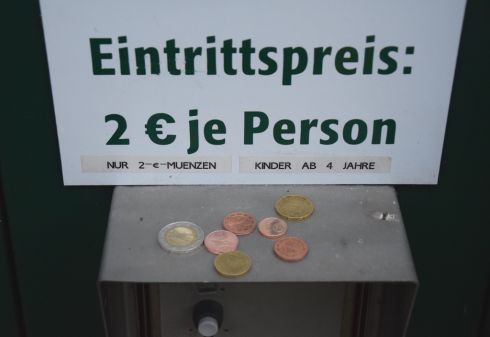 Eintrittspreis:
2 € je Person
NUR 2-€-MUENZEN KINDER AB 4 JAHRE